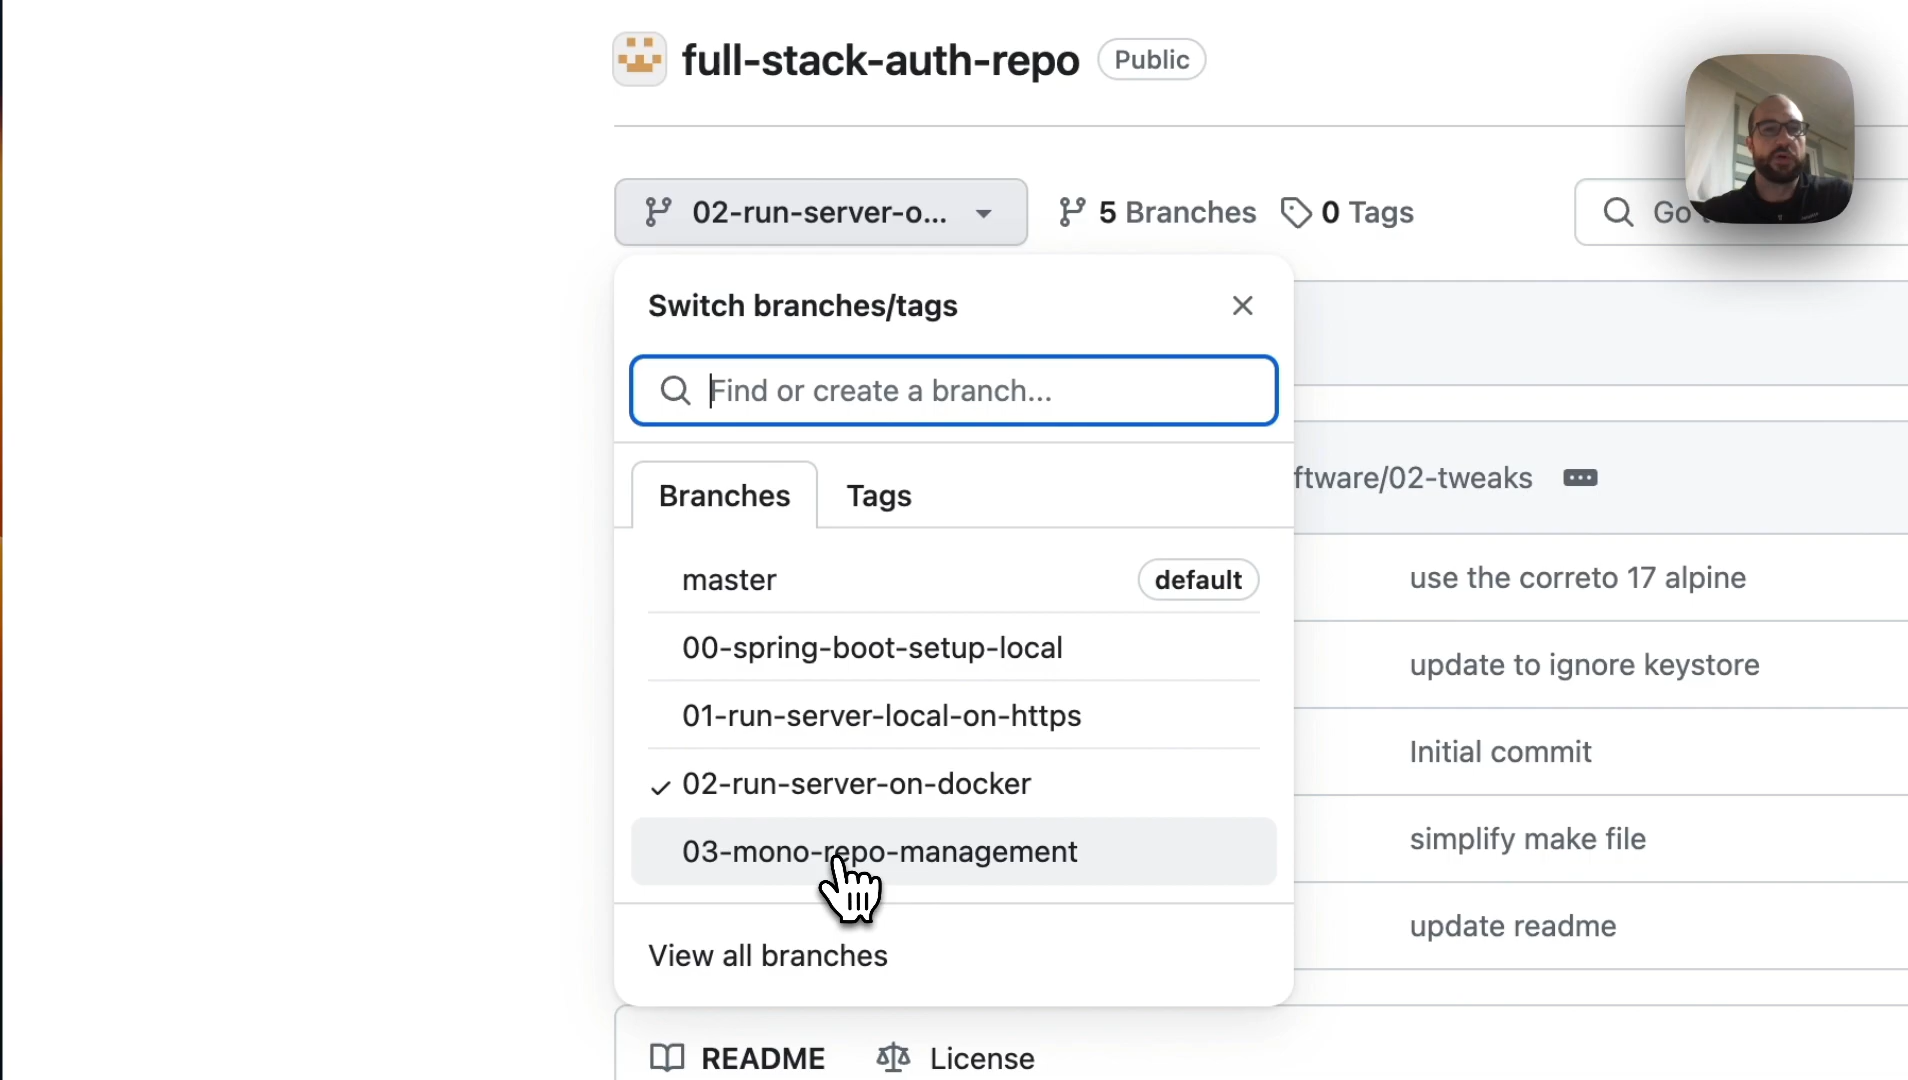 full-stack-auth-repo Public
02-run-server-o... 5 Branches 0 Tags Go
Switch branches/tags
Find or create a branch...
ftware/02-tweaks
Branches Tags
master default
use the correto 17 alpine
00-spring-boot-setup-local
update to ignore keystore
01-run-server-local-on-https
Initial commit
02-run-server-on-docker
simplify make file
03-mono-repo-management
update readme
View all branches
README License